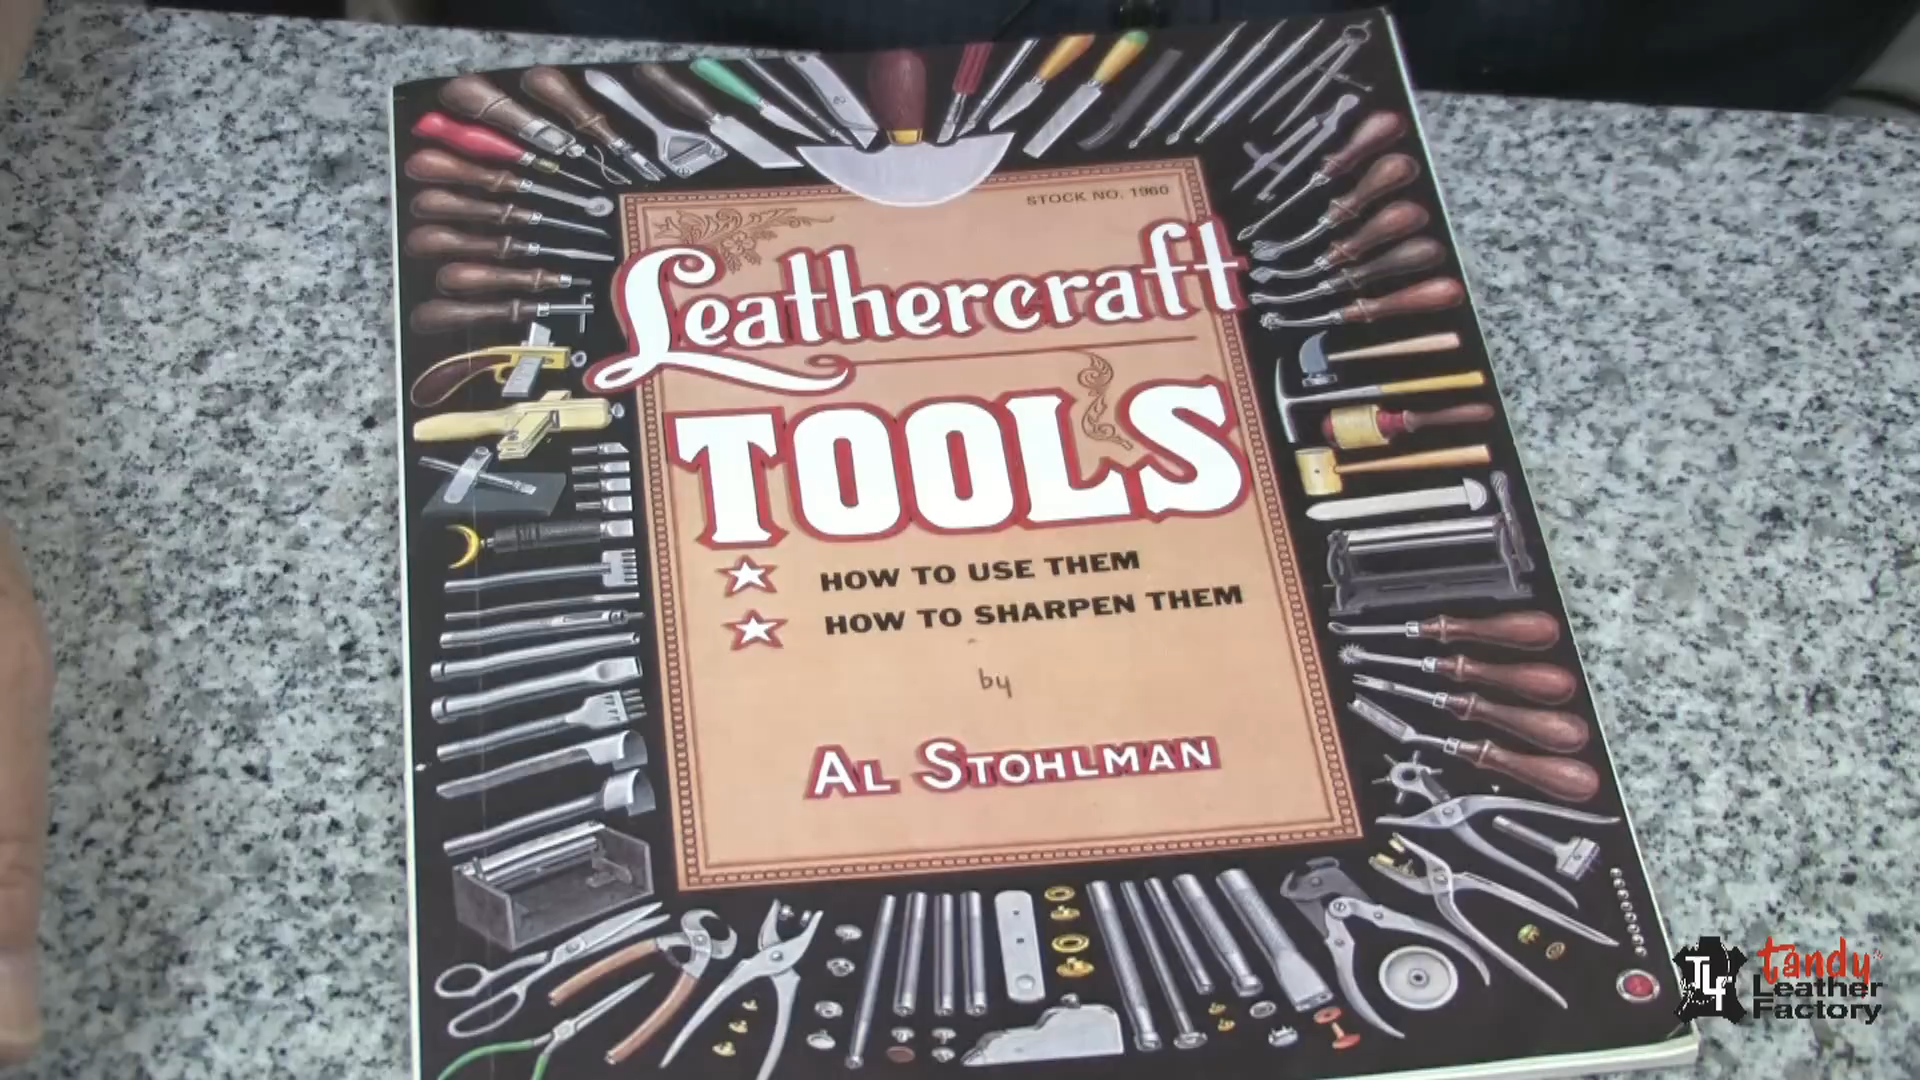 STOCK NO. 1960
Leathercraft
TOOLS
HOW TO USE THEM
HOW TO SHARPEN THEM
by
AL STOHLMAN
TLF
tandy
Leather
Factory